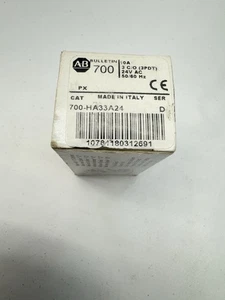 AB
BULLETIN
700
10A
3 C/O (3PDT)
24V AC
50/60 Hz
PX
CE
CAT MADE IN ITALY SER
700-HA33A24 D
10781180312691